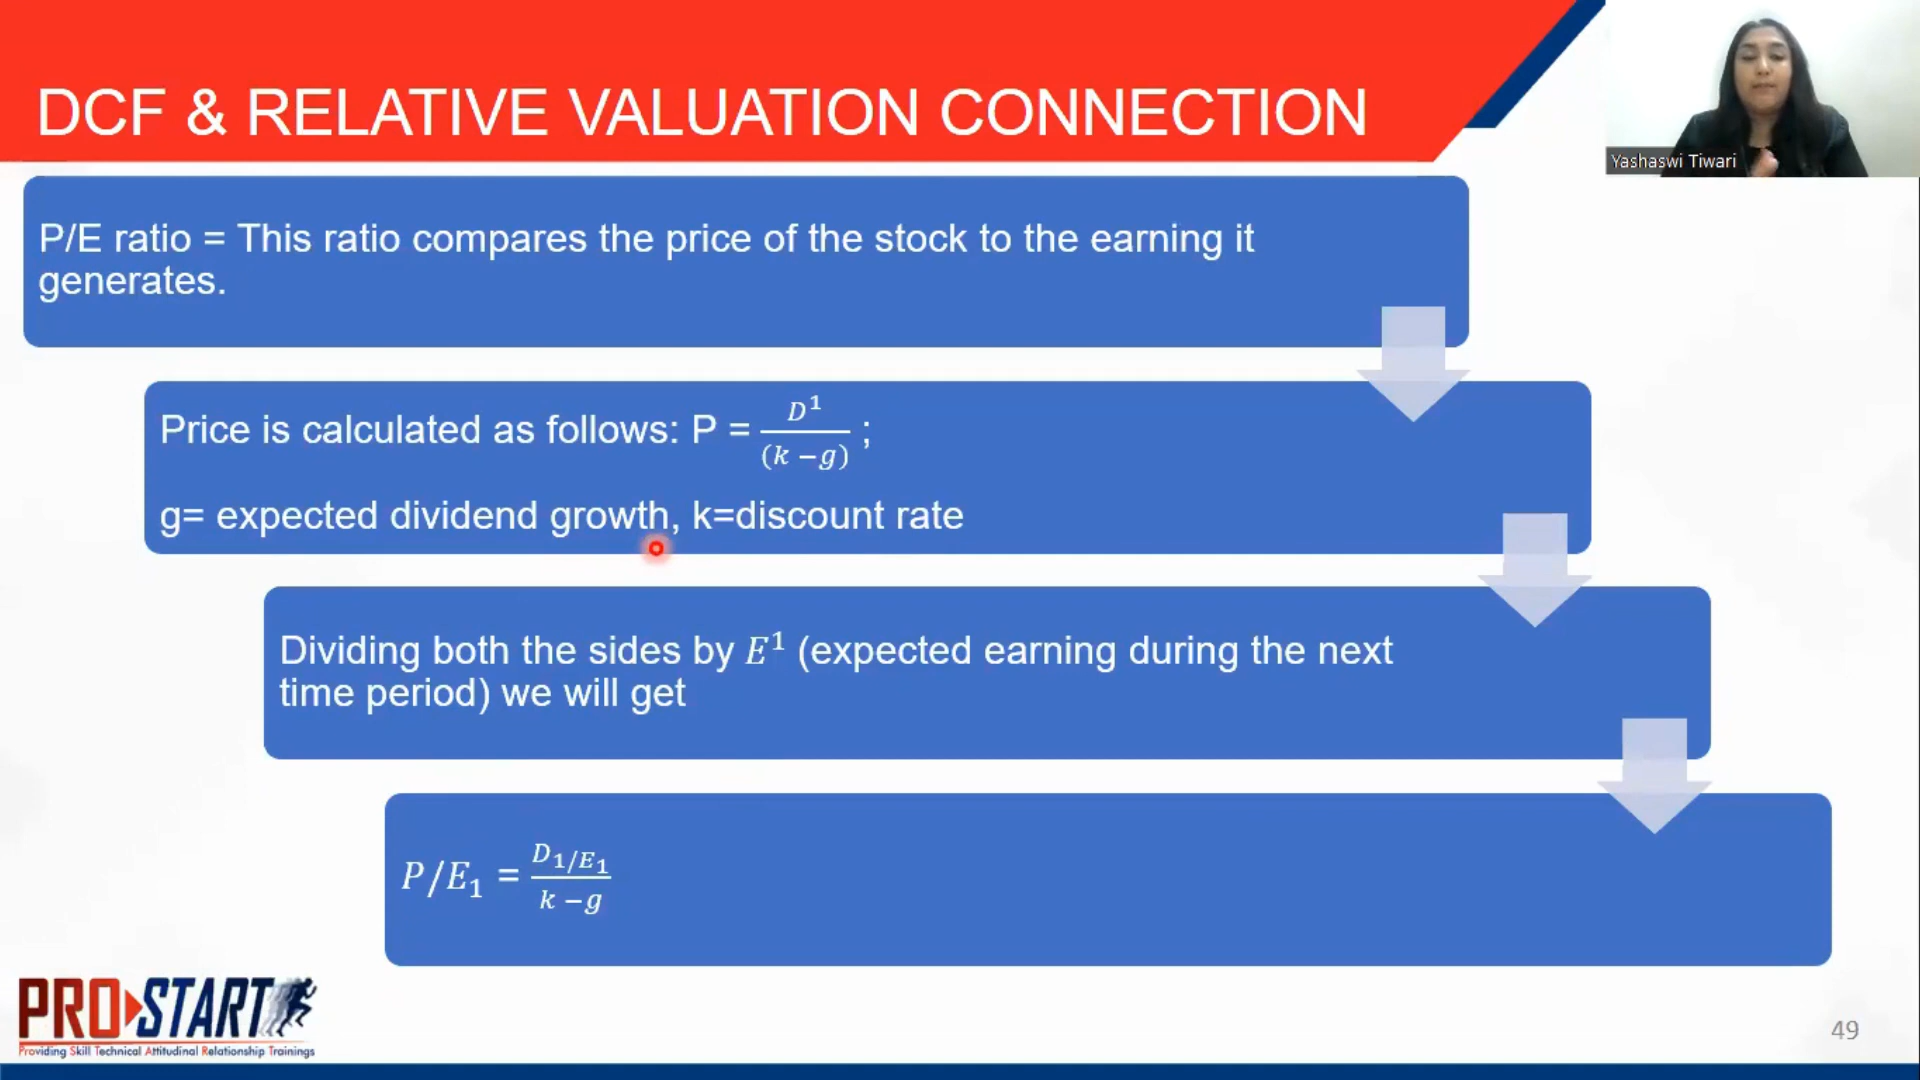 DCF & RELATIVE VALUATION CONNECTION
Yashaswi Tiwari
P/E ratio = This ratio compares the price of the stock to the earning it
generates.
Price is calculated as follows: P = D¹/(k −g) ;
g= expected dividend growth, k=discount rate
Dividing both the sides by E¹ (expected earning during the next
time period) we will get
P/E₁ = D₁/E₁ / k −g
PRO START
Providing Skill Technical Attitudinal Relationship Trainings
49